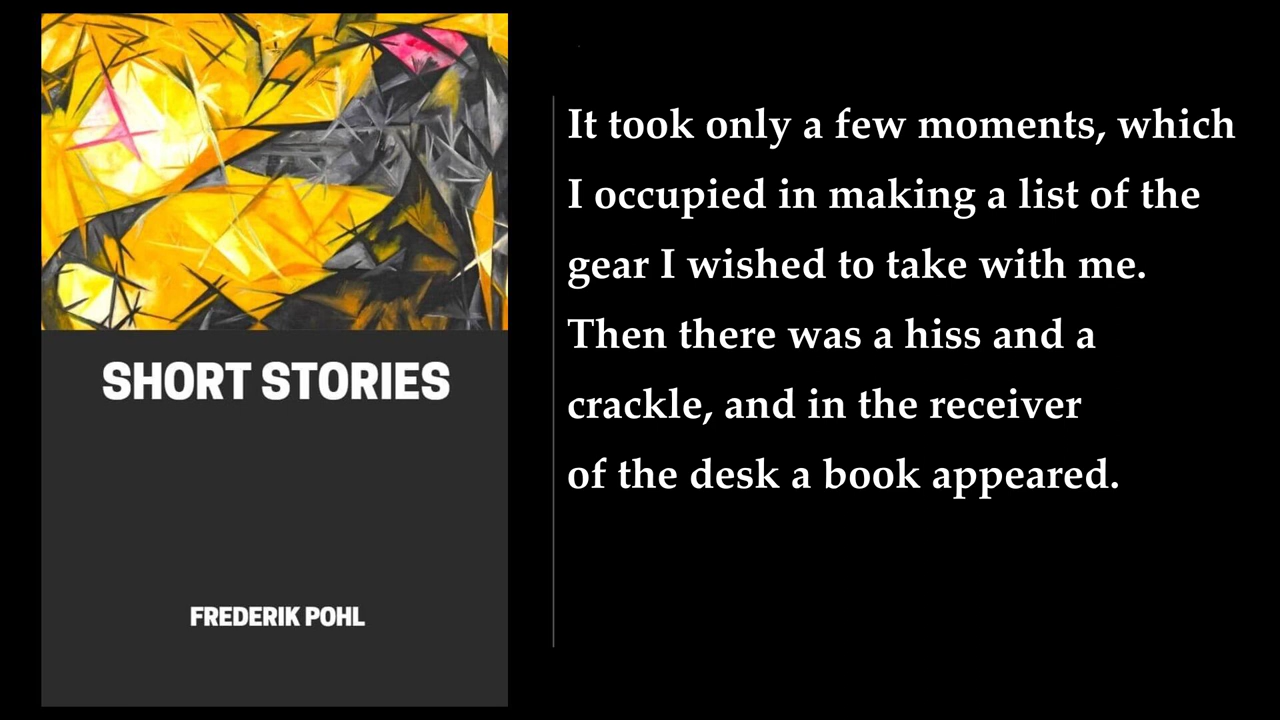 SHORT STORIES
FREDERIK POHL
It took only a few moments, which
I occupied in making a list of the
gear I wished to take with me.
Then there was a hiss and a
crackle, and in the receiver
of the desk a book appeared.